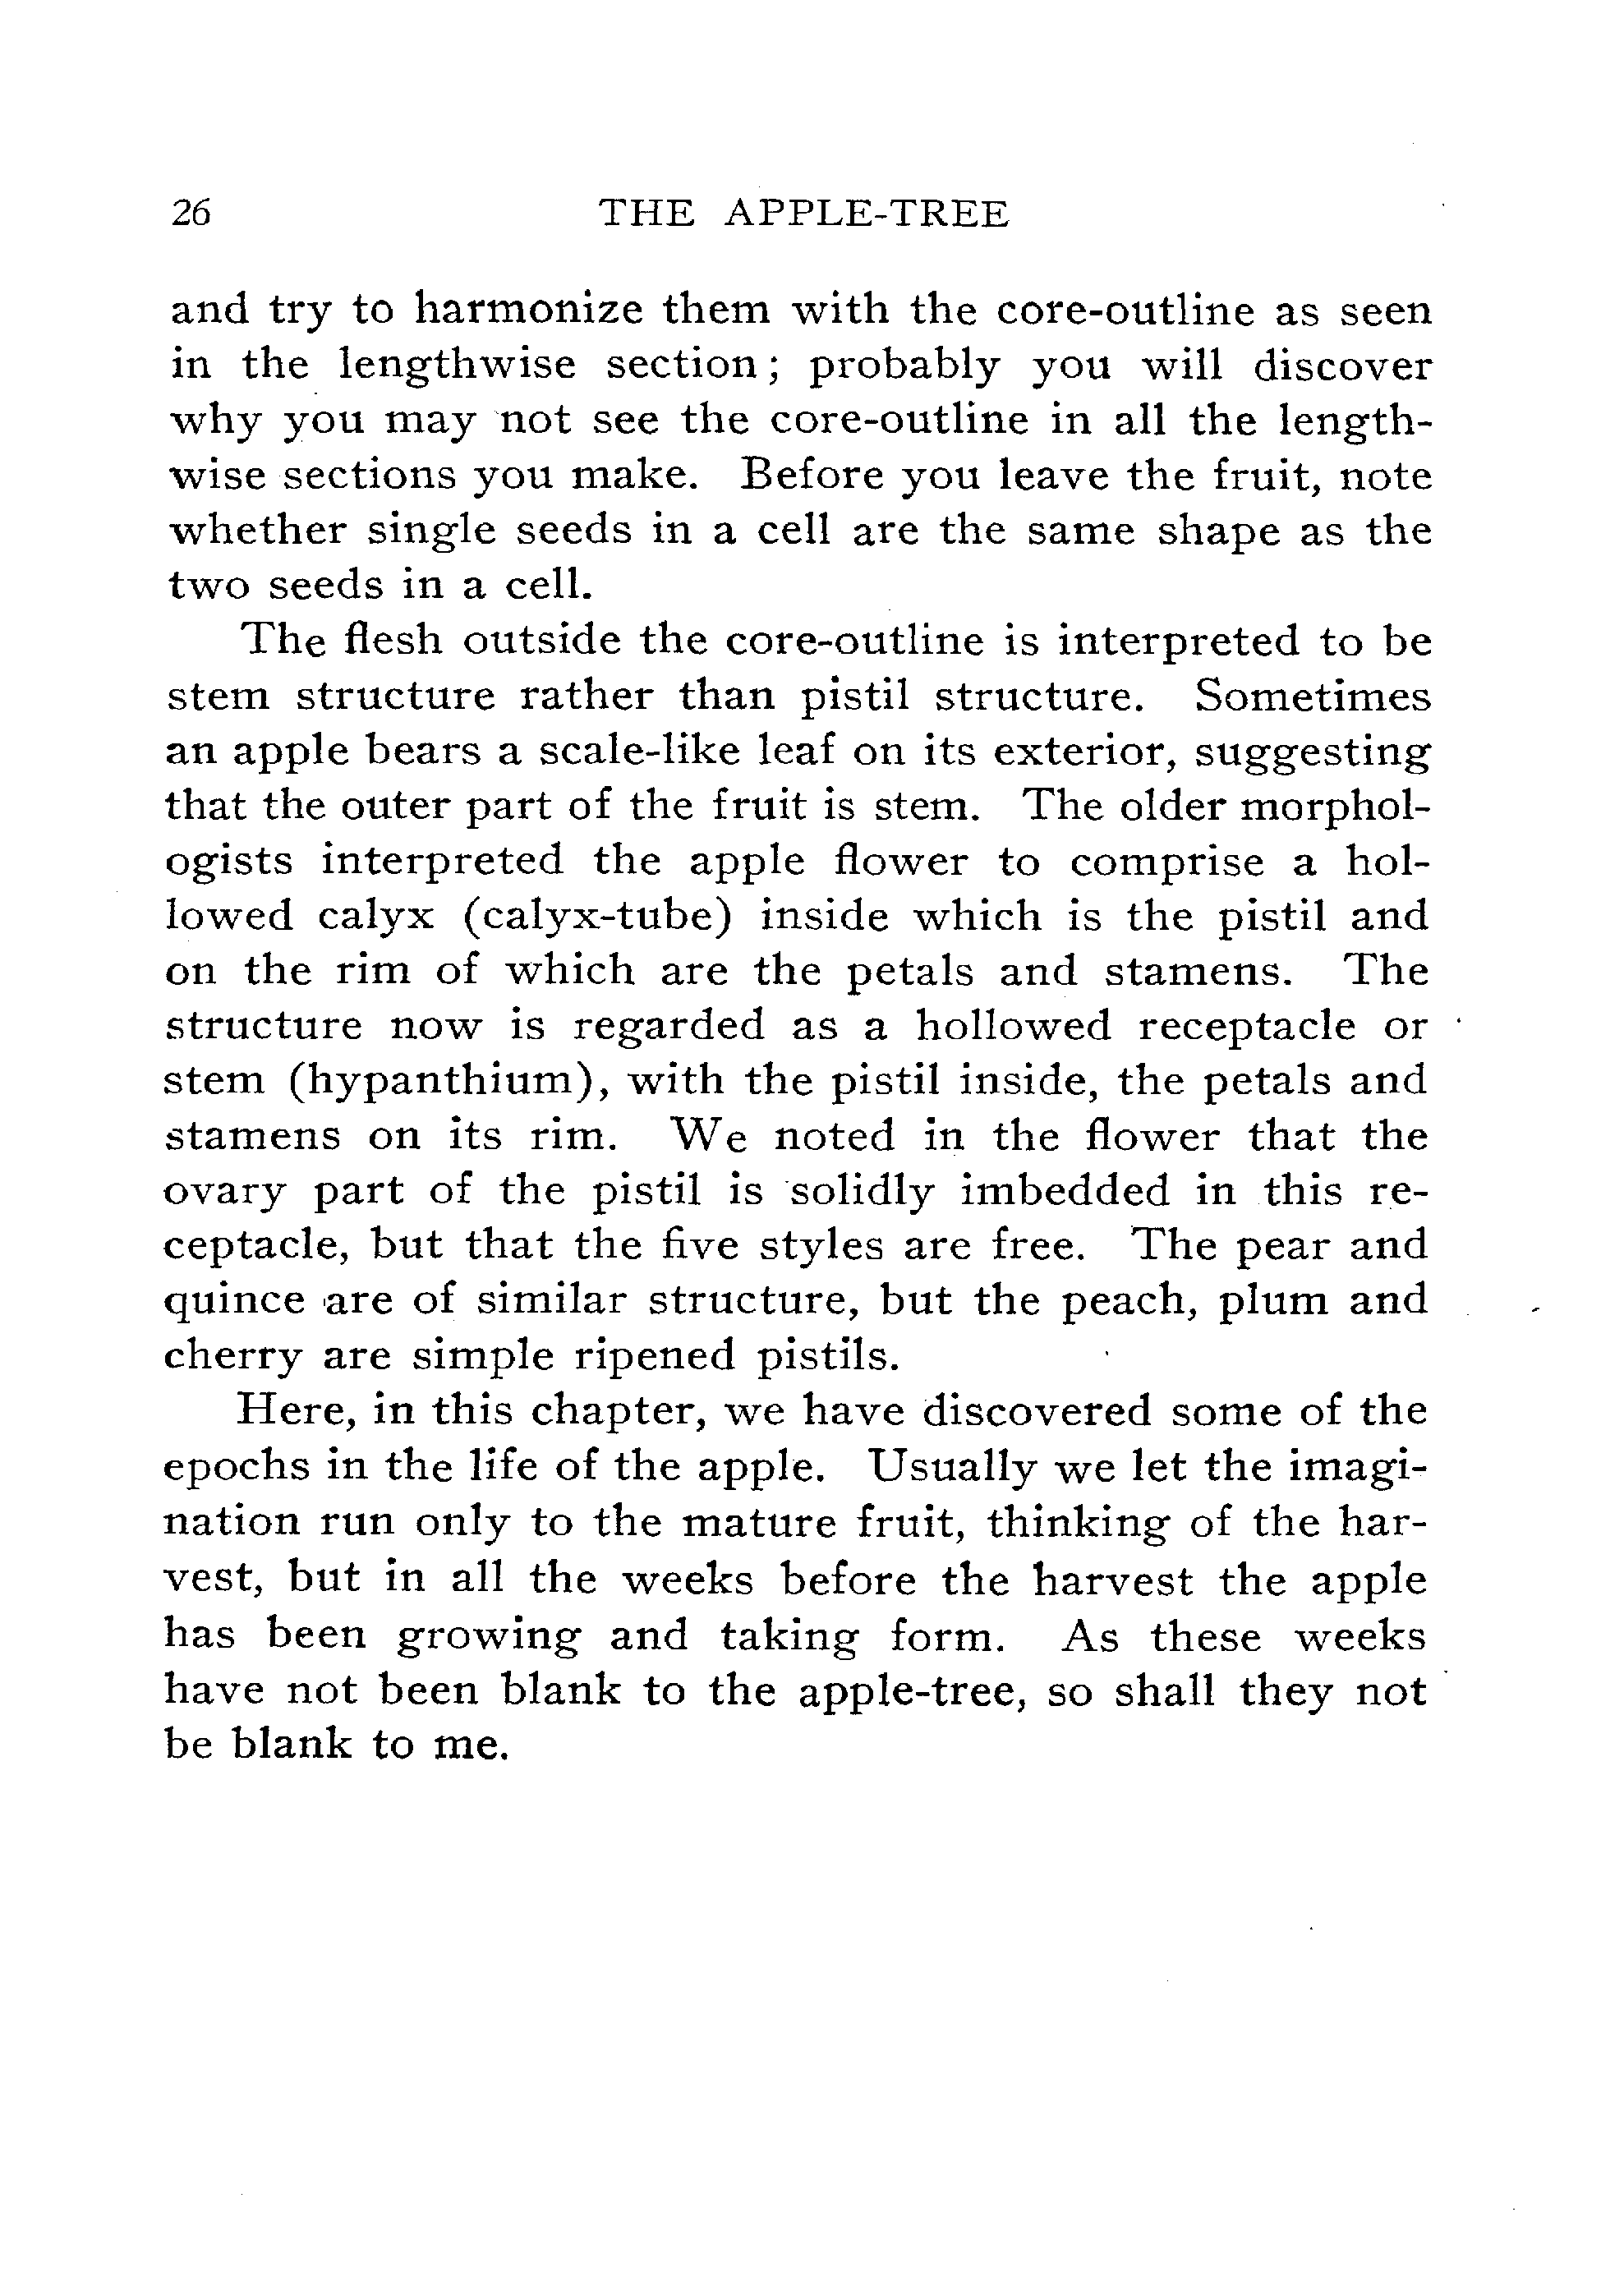 26 THE APPLE-TREE
and try to harmonize them with the core-outline as seen
in the lengthwise section; probably you will discover
why you may not see the core-outline in all the length-
wise sections you make. Before you leave the fruit, note
whether single seeds in a cell are the same shape as the
two seeds in a cell.
The flesh outside the core-outline is interpreted to be
stem structure rather than pistil structure. Sometimes
an apple bears a scale-like leaf on its exterior, suggesting
that the outer part of the fruit is stem. The older morphol-
ogists interpreted the apple flower to comprise a hol-
lowed calyx (calyx-tube) inside which is the pistil and
on the rim of which are the petals and stamens. The
structure now is regarded as a hollowed receptacle or
stem (hypanthium), with the pistil inside, the petals and
stamens on its rim. We noted in the flower that the
ovary part of the pistil is solidly imbedded in this re-
ceptacle, but that the five styles are free. The pear and
quince are of similar structure, but the peach, plum and
cherry are simple ripened pistils.
Here, in this chapter, we have discovered some of the
epochs in the life of the apple. Usually we let the imagi-
nation run only to the mature fruit, thinking of the har-
vest, but in all the weeks before the harvest the apple
has been growing and taking form. As these weeks
have not been blank to the apple-tree, so shall they not
be blank to me.